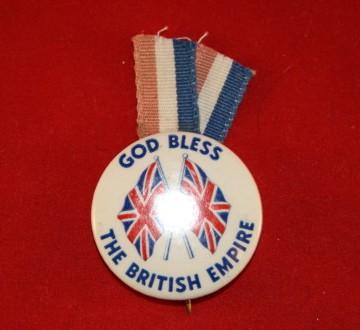 GOD BLESS
THE BRITISH EMPIRE